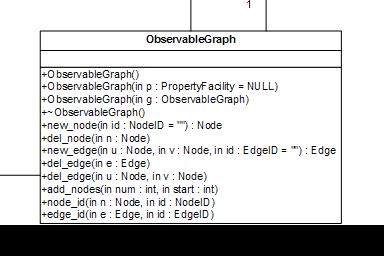 1
ObservableGraph
+ObservableGraph()
+ObservableGraph(in p : PropertyFacility = NULL)
+ObservableGraph(in g : ObservableGraph)
+~ObservableGraph()
+new_node(in id : NodeID = "") : Node
+del_node(in n : Node)
+new_edge(in u : Node, in v : Node, in id : EdgeID = "") : Edge
+del_edge(in e : Edge)
+del_edge(in u : Node, in v : Node)
+add_nodes(in num : int, in start : int)
+node_id(in n : Node, in id : NodeID)
+edge_id(in e : Edge, in id : EdgeID)